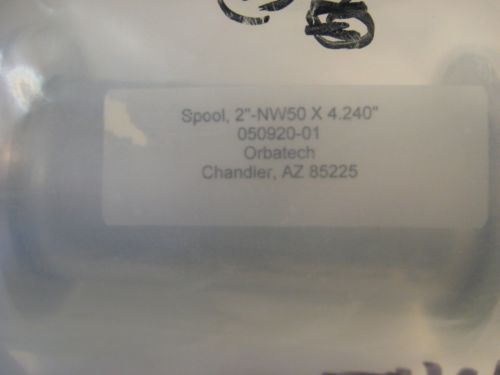 Spool, 2"-NW50 X 4.240"
050920-01
Orbatech
Chandler, AZ 85225